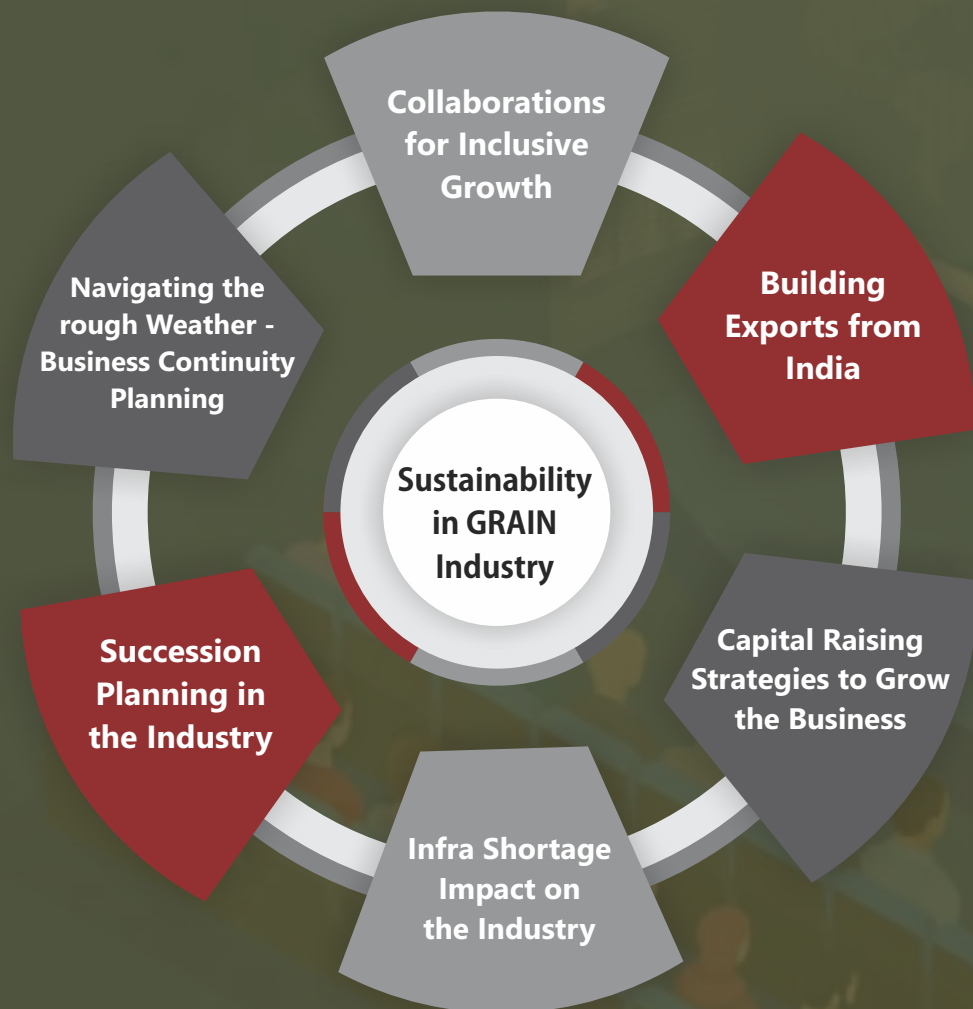 Collaborations
for Inclusive
Growth
Building
Exports from
India
Capital Raising
Strategies to Grow
the Business
Infra Shortage
Impact on
the Industry
Succession
Planning in
the Industry
Navigating the
rough Weather -
Business Continuity
Planning
Sustainability
in GRAIN
Industry